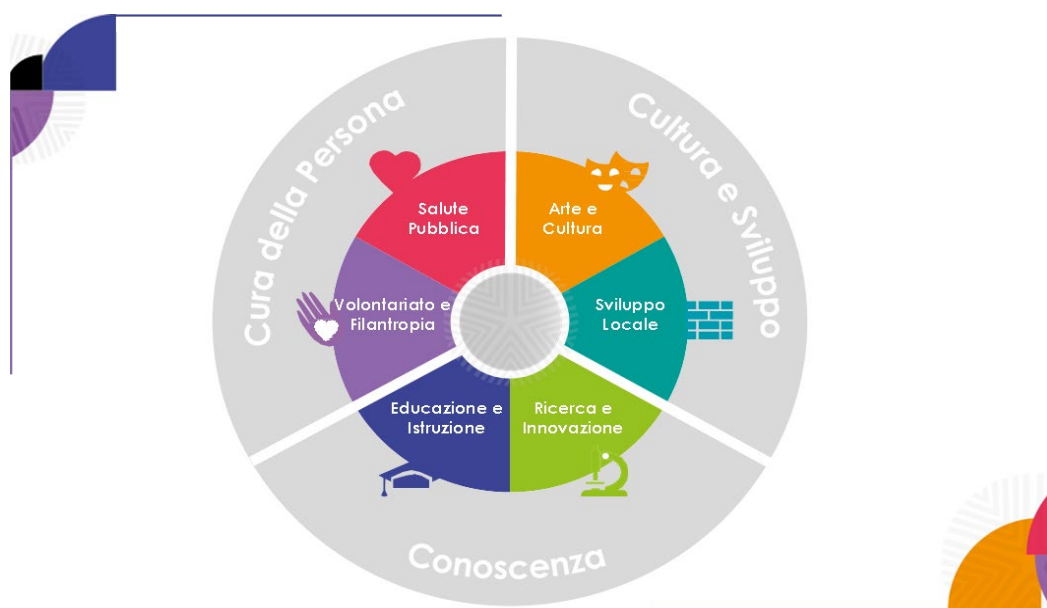 Cura della Persona
Cultura e Sviluppo
Salute
Pubblica
Arte e
Cultura
Volontariato e
Filantropia
Sviluppo
Locale
Educazione e
Istruzione
Ricerca e
Innovazione
Conoscenza